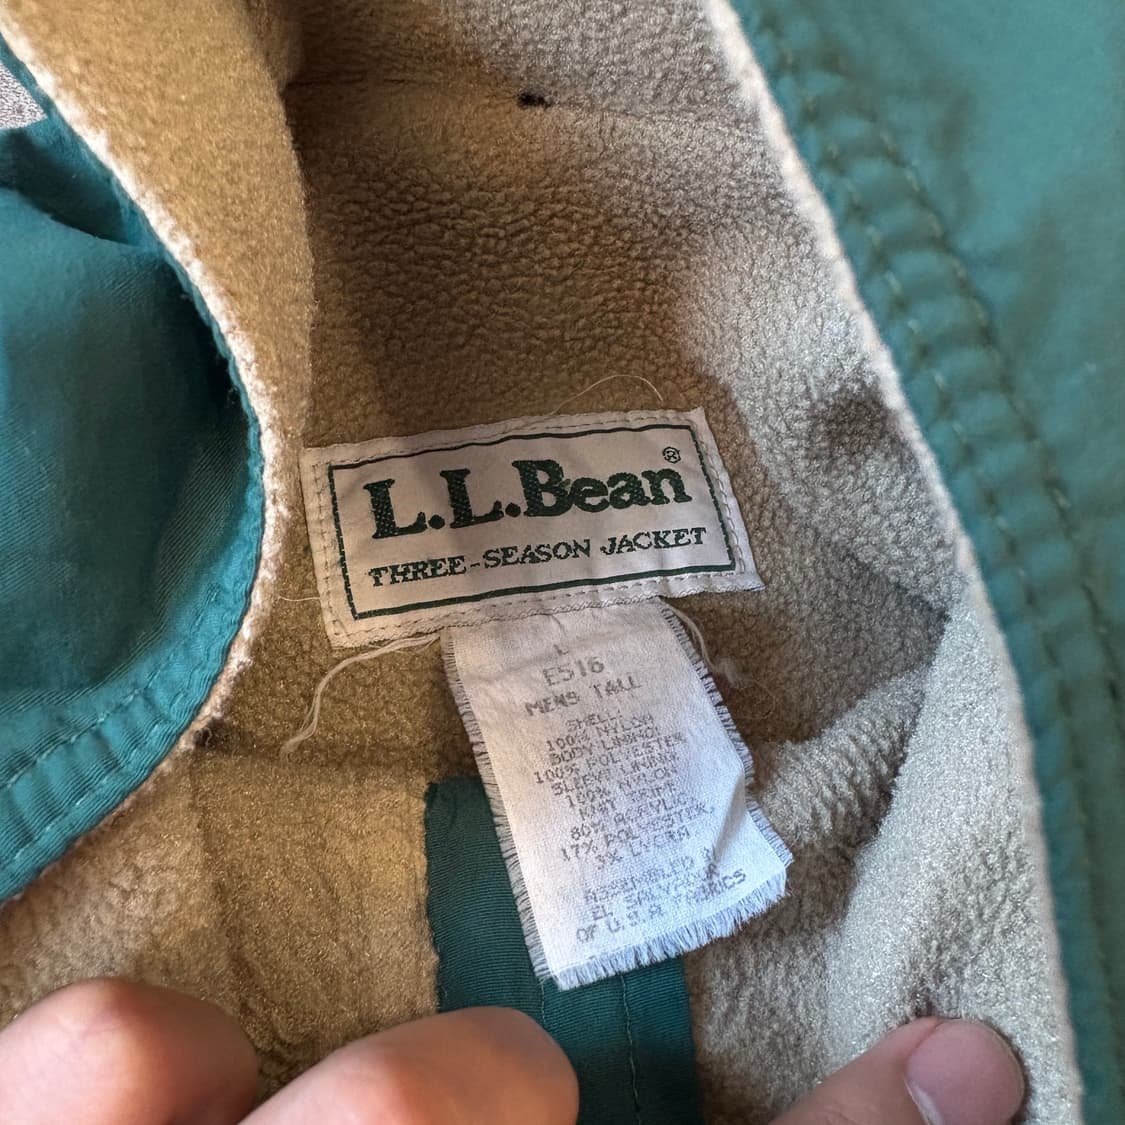 L.L.Bean®
THREE-SEASON JACKET
L
E516
MENS TALL
SHELL:
100% NYLON
BODY LINING:
100% POLYESTER
SLEEVE LINING:
100% NYLON
KNIT TRIM:
80% ACRYLIC
17% POLYESTER
3% LYCRA
ASSEMBLED IN
EL SALVADOR
OF U.S.A FABRICS